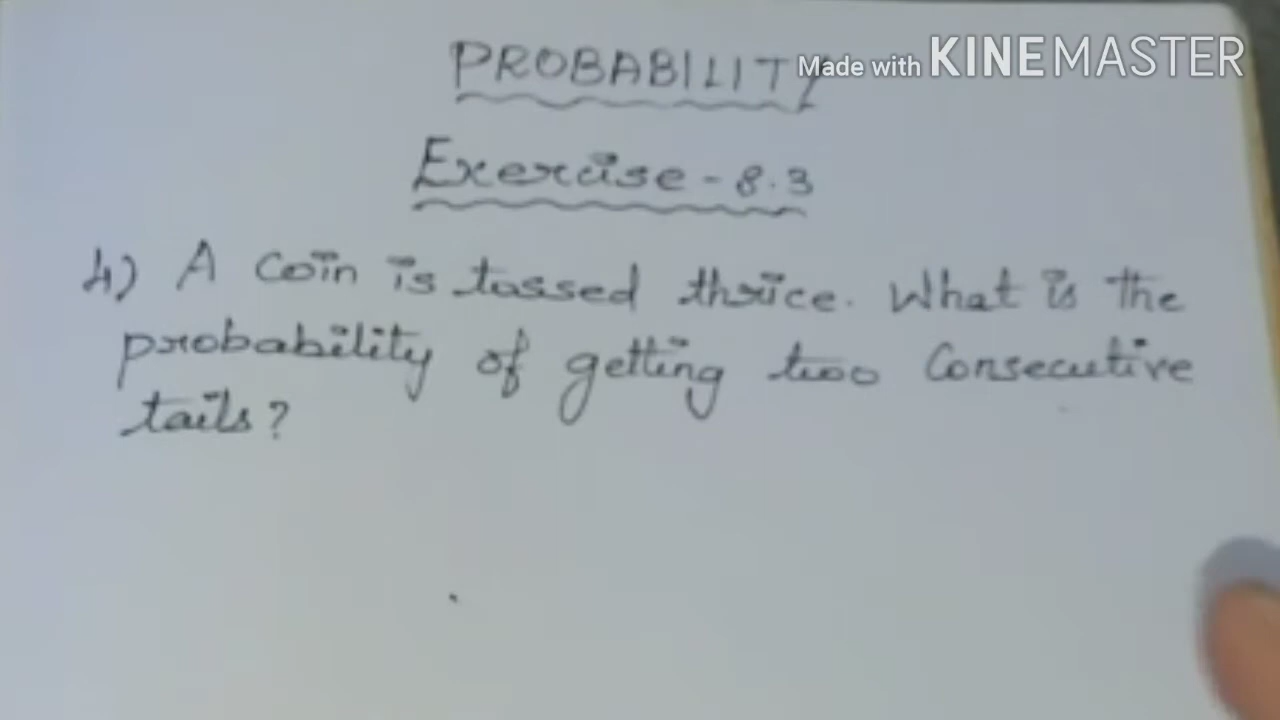 PROBABILITY
Made with KINEMASTER
Exercise - 8.3
4) A coin is tossed thrice. What is the
probability of getting two consecutive
tails?